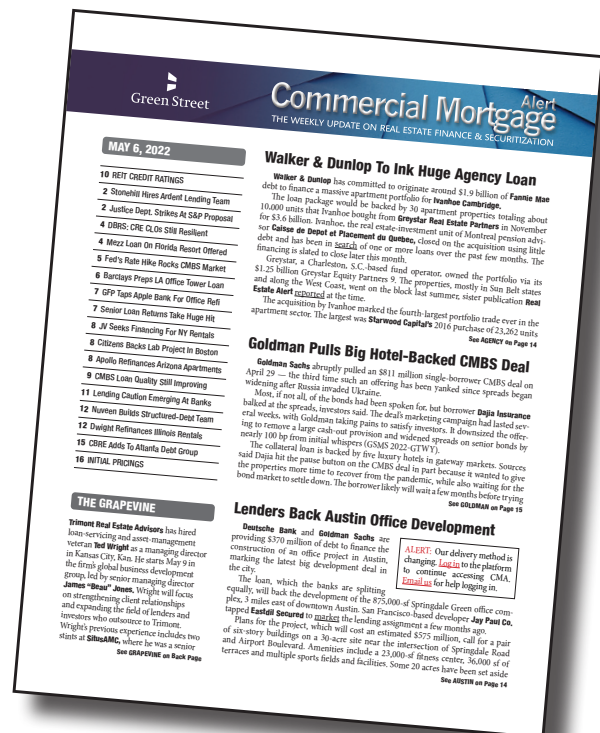 Green Street
Commercial Mortgage
Alert
THE WEEKLY UPDATE ON REAL ESTATE FINANCE & SECURITIZATION
MAY 6, 2022
10 REIT CREDIT RATINGS
2 Stonehill Hires Ardent Lending Team
2 Justice Dept. Strikes At S&P Proposal
4 DBRS: CRE CLOs Still Resilient
4 Mezz Loan On Florida Resort Offered
5 Fed's Rate Hike Rocks CMBS Market
6 Barclays Preps LA Office Tower Loan
7 GFP Taps Apple Bank For Office Refi
7 Senior Loan Returns Take Huge Hit
8 JV Seeks Financing For NY Rentals
8 Citizens Backs Lab Project In Boston
8 Apollo Refinances Arizona Apartments
9 CMBS Loan Quality Still Improving
11 Lending Caution Emerging At Banks
12 Nuveen Builds Structured-Debt Team
12 Dwight Refinances Illinois Rentals
15 CBRE Adds To Atlanta Debt Group
16 INITIAL PRICINGS
THE GRAPEVINE
Trimont Real Estate Advisors has hired
loan-servicing and asset-management
veteran Ted Wright as a managing director
in Kansas City, Kan. He starts May 9 in
the firm's global business development
group, led by senior managing director
James "Beau" Jones. Wright will focus
on strengthening client relationships
and expanding the field of lenders and
investors who outsource to Trimont.
Wright's previous experience includes two
stints at SitusAMC, where he was a senior
See GRAPEVINE on Back Page
Walker & Dunlop To Ink Huge Agency Loan
Walker & Dunlop has committed to originate around $1.9 billion of Fannie Mae
debt to finance a massive apartment portfolio for Ivanhoe Cambridge.
The loan package would be backed by 30 apartment properties totaling about
10,000 units that Ivanhoe bought from Greystar Real Estate Partners in November
for $3.6 billion. Ivanhoe, the real estate-investment unit of Montreal pension advi-
sor Caisse de Depot et Placement du Quebec, closed on the acquisition using little
debt and has been in search of one or more loans over the past few months. The
financing is slated to close later this month.
Greystar, a Charleston, S.C.-based fund operator, owned the portfolio via its
$1.25 billion Greystar Equity Partners 9. The properties, mostly in Sun Belt states
and along the West Coast, went on the block last summer, sister publication Real
Estate Alert reported at the time.
The acquisition by Ivanhoe marked the fourth-largest portfolio trade ever in the
apartment sector. The largest was Starwood Capital's 2016 purchase of 23,262 units
See AGENCY on Page 14
Goldman Pulls Big Hotel-Backed CMBS Deal
Goldman Sachs abruptly pulled an $811 million single-borrower CMBS deal on
April 29 — the third time such an offering has been yanked since spreads began
widening after Russia invaded Ukraine.
Most, if not all, of the bonds had been spoken for, but borrower Dajia Insurance
balked at the spreads, investors said. The deal's marketing campaign had lasted sev-
eral weeks, with Goldman taking pains to satisfy investors. It downsized the offer-
ing to remove a large cash-out provision and widened spreads on senior bonds by
nearly 100 bp from initial whispers (GSMS 2022-GTWY).
The collateral loan is backed by five luxury hotels in gateway markets. Sources
said Dajia hit the pause button on the CMBS deal in part because it wanted to give
the properties more time to recover from the pandemic, while also waiting for the
bond market to settle down. The borrower likely will wait a few months before trying
See GOLDMAN on Page 15
Lenders Back Austin Office Development
Deutsche Bank and Goldman Sachs are
providing $370 million of debt to finance the
construction of an office project in Austin,
marking the latest big development deal in
the city.
The loan, which the banks are splitting
equally, will back the development of the 875,000-sf Springdale Green office com-
plex, 3 miles east of downtown Austin. San Francisco-based developer Jay Paul Co.
tapped Eastdil Secured to market the lending assignment a few months ago.
Plans for the project, which will cost an estimated $575 million, call for a pair
of six-story buildings on a 30-acre site near the intersection of Springdale Road
and Airport Boulevard. Amenities include a 23,000-sf fitness center, 36,000 sf of
terraces and multiple sports fields and facilities. Some 20 acres have been set aside
See AUSTIN on Page 14
ALERT: Our delivery method is
changing. Log in to the platform
to continue accessing CMA.
Email us for help logging in.